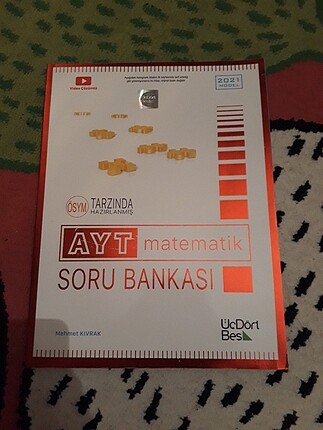 Video Çözümlü
2021
MODEL
ÖSYM TARZINDA
HAZIRLANMIŞ
AYT matematik
SORU BANKASI
Mehmet KIVRAK
ÜçDört
Beş